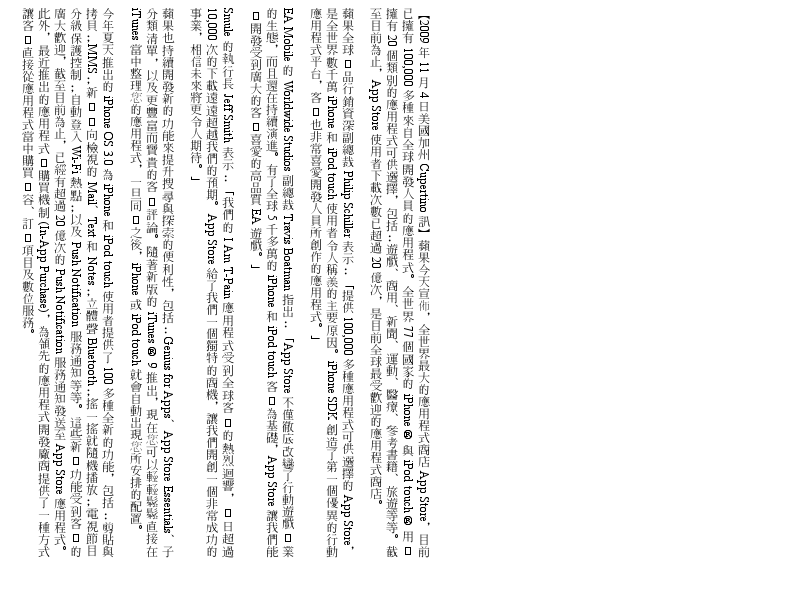 【2009 年 11 月 4 日美國加州 Cupertino 訊】蘋果今天宣佈，全世界最大的應用程式商店 App Store，目前
已擁有 100,000 多種來自全球開發人員的應用程式。全世界 77 個國家的 iPhone ® 與 iPod touch ® 用 □
擁有 20 個類別的應用程式可供選擇，包括：遊戲、商用、新聞、運動、醫療、參考書籍、旅遊等等。截
至目前為止，App Store 使用者下載次數已超過 20 億次，是目前全球最受歡迎的應用程式商店。
蘋果全球 □ 品行銷資深副總裁 Philip Schiller 表示：「提供 100,000 多種應用程式可供選擇的 App Store，
是全世界數千萬 iPhone 和 iPod touch 使用者令人稱羨的主要原因。iPhone SDK 創造了第一個優異的行動
應用程式平台，客 □ 也非常喜愛開發人員所創作的應用程式。」
EA Mobile 的 Worldwide Studios 副總裁 Travis Boatman 指出：「App Store 不僅徹底改變了行動遊戲 □ 業
的生態，而且還在持續演進。有了全球 5 千多萬的 iPhone 和 iPod touch 客 □ 為基礎，App Store 讓我們能
□ 開發受到廣大的客 □ 喜愛的高品質 EA 遊戲。」
Smule 的執行長 Jeff Smith 表示：「我們的 I Am T-Pain 應用程式受到全球客 □ 的熱烈迴響，□ 日超過
10,000 次的下載遠遠超越我們的預期。App Store 給了我們一個獨特的商機，讓我們開創一個非常成功的
事業，相信未來將更令人期待。」
蘋果也持續開發新的功能來提升搜尋與探索的便利性，包括：Genius for Apps、App Store Essentials、子
分類清單，以及更豐富而寶貴的客 □ 評論。隨著新版的 iTunes ® 9 推出，現在您可以輕輕鬆鬆直接在
iTunes 當中整理您的應用程式，一旦同 □ 之後，iPhone 或 iPod touch 就會自動出現您所安排的配置。
今年夏天推出的 iPhone OS 3.0 為 iPhone 和 iPod touch 使用者提供了 100 多種全新的功能，包括：剪貼與
拷貝：MMS：新 □ □ 向檢視的 Mail、Text 和 Notes：立體聲 Bluetooth：搖一搖就隨機播放：電視節目
分級保護控制：自動登入 Wi-Fi 熱點：以及 Push Notification 服務通知等等。這些新 □ 功能受到客 □ 的
廣大歡迎，截至目前為止，已經有超過 20 億次的 Push Notification 服務通知發送至 App Store 應用程式。
此外，最近推出的應用程式 □ 購買機制 (In-App Purchase)，為領先的應用程式開發廠商提供了一種方式
讓客 □ 直接從應用程式當中購買 □ 容、訂 □ 項目及數位服務。